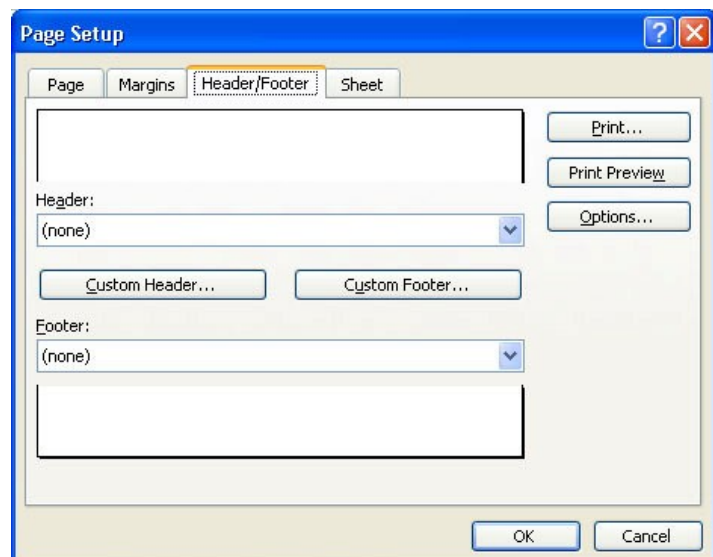 Page Setup
Page Margins Header/Footer Sheet
Print...
Print Preview
Header:
Options...
(none)
Custom Header... Custom Footer...
Footer:
(none)
OK Cancel